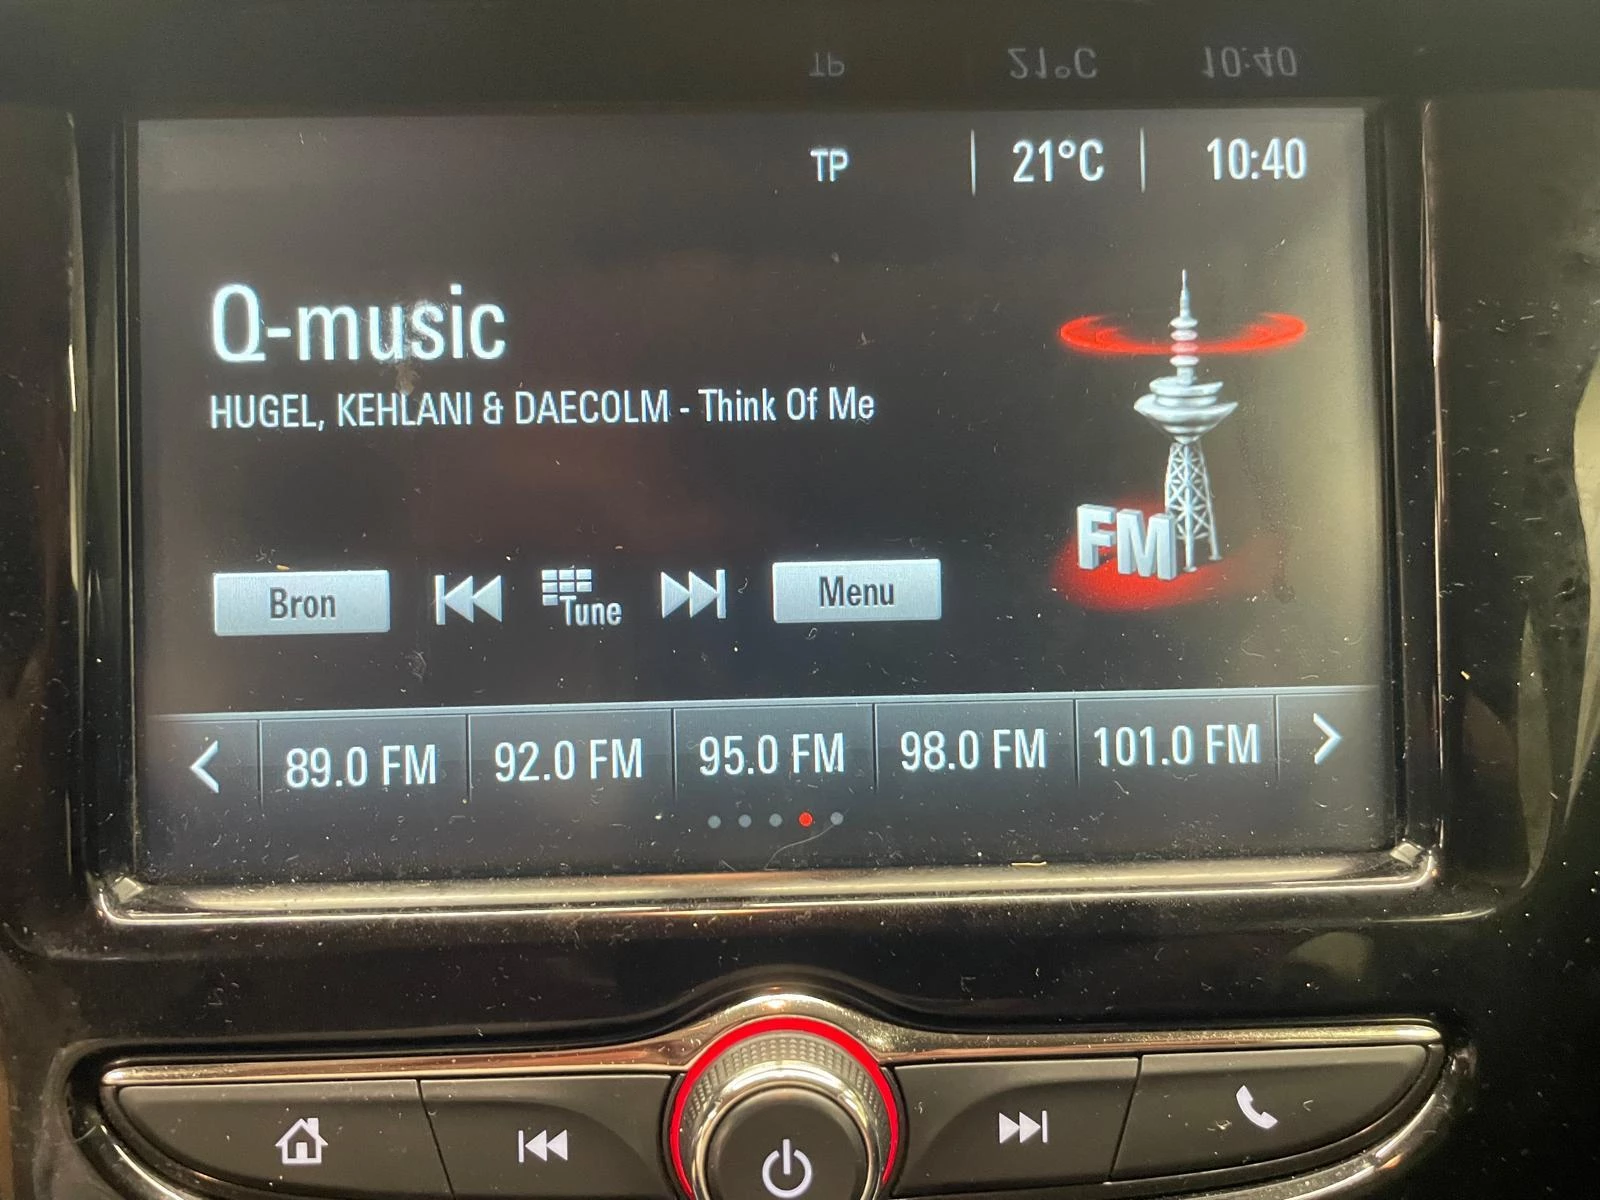 TP 21°C 10:40
Q-music
HUGEL, KEHLANI & DAECOLM - Think Of Me
FM
Bron Tune Menu
89.0 FM 92.0 FM 95.0 FM 98.0 FM 101.0 FM